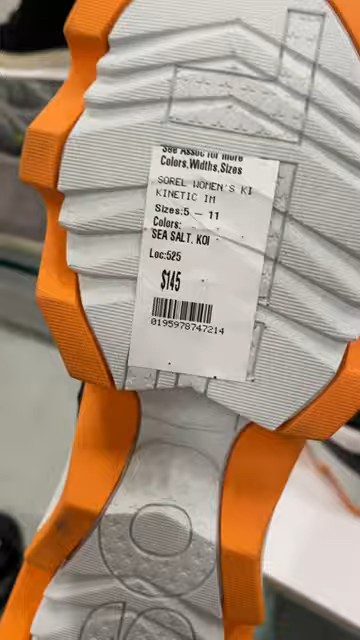 See Assoc for more
Colors,Widths,Sizes
SOREL WOMEN'S KI
KINETIC IM
Sizes:5 - 11
Colors:
SEA SALT, KOI
Loc:525
$145
0195978747214